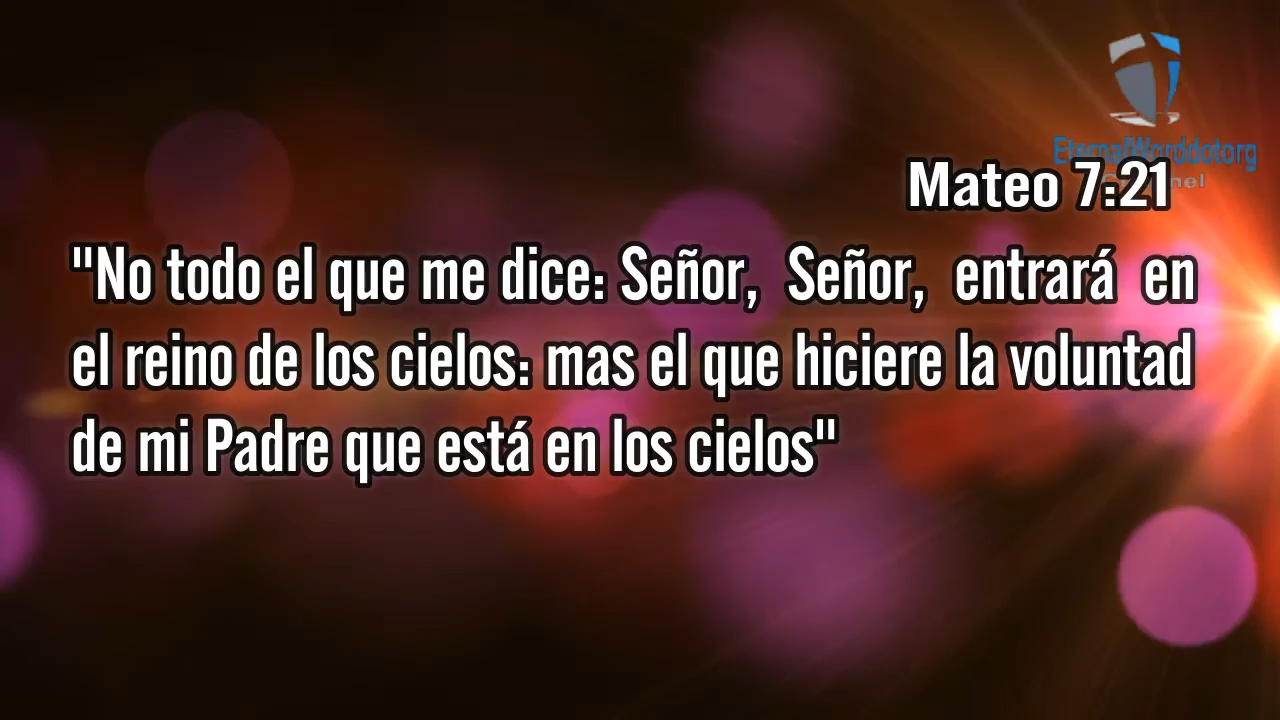 EternalWorddotorg
Mateo 7:21
"No todo el que me dice: Señor, Señor, entrará en
el reino de los cielos: mas el que hiciere la voluntad
de mi Padre que está en los cielos"